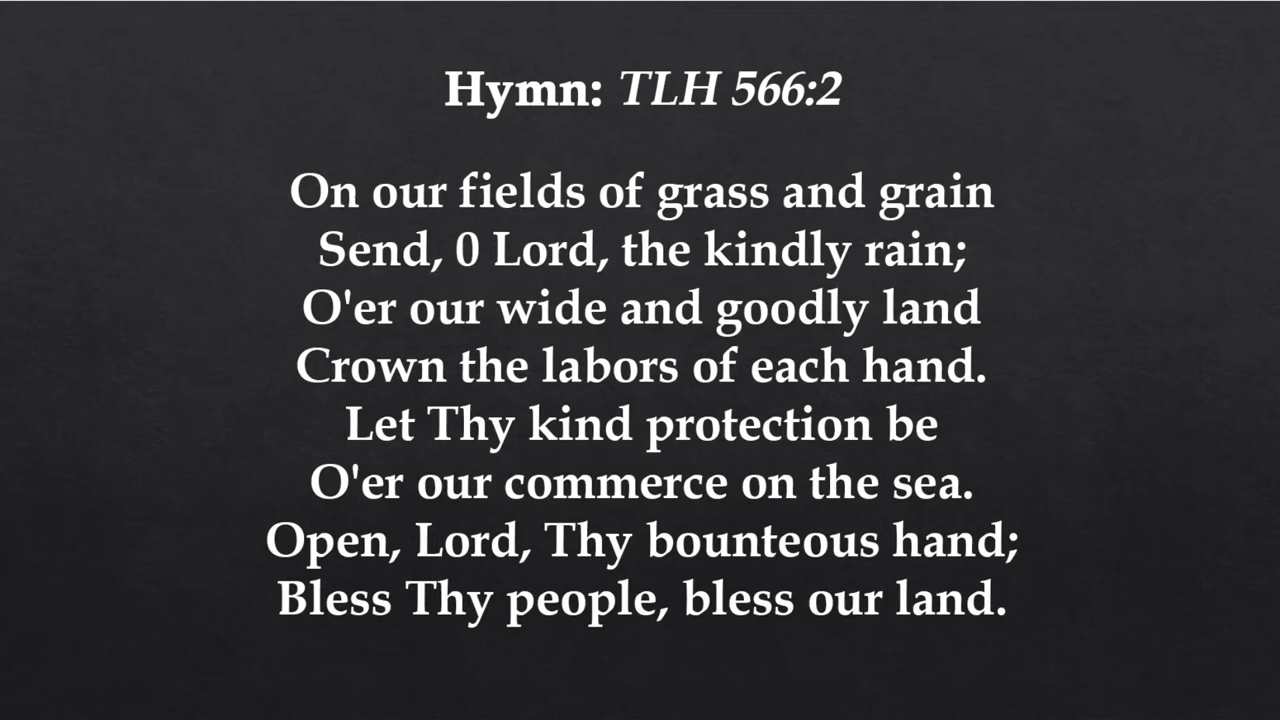 Hymn: TLH 566:2
On our fields of grass and grain
Send, 0 Lord, the kindly rain;
O'er our wide and goodly land
Crown the labors of each hand.
Let Thy kind protection be
O'er our commerce on the sea.
Open, Lord, Thy bounteous hand;
Bless Thy people, bless our land.